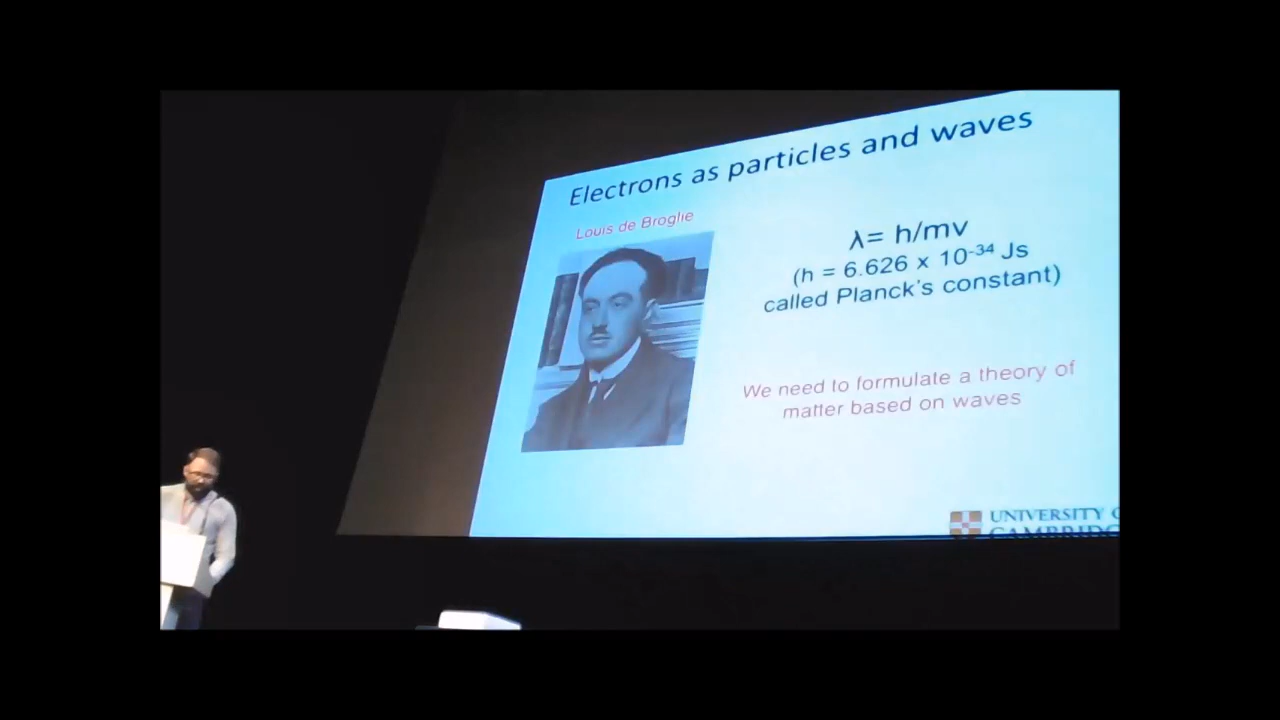 Electrons as particles and waves
Louis de Broglie
λ= h/mv
(h = 6.626 x 10⁻³⁴ Js
called Planck's constant)
We need to formulate a theory of
matter based on waves
UNIVERSITY